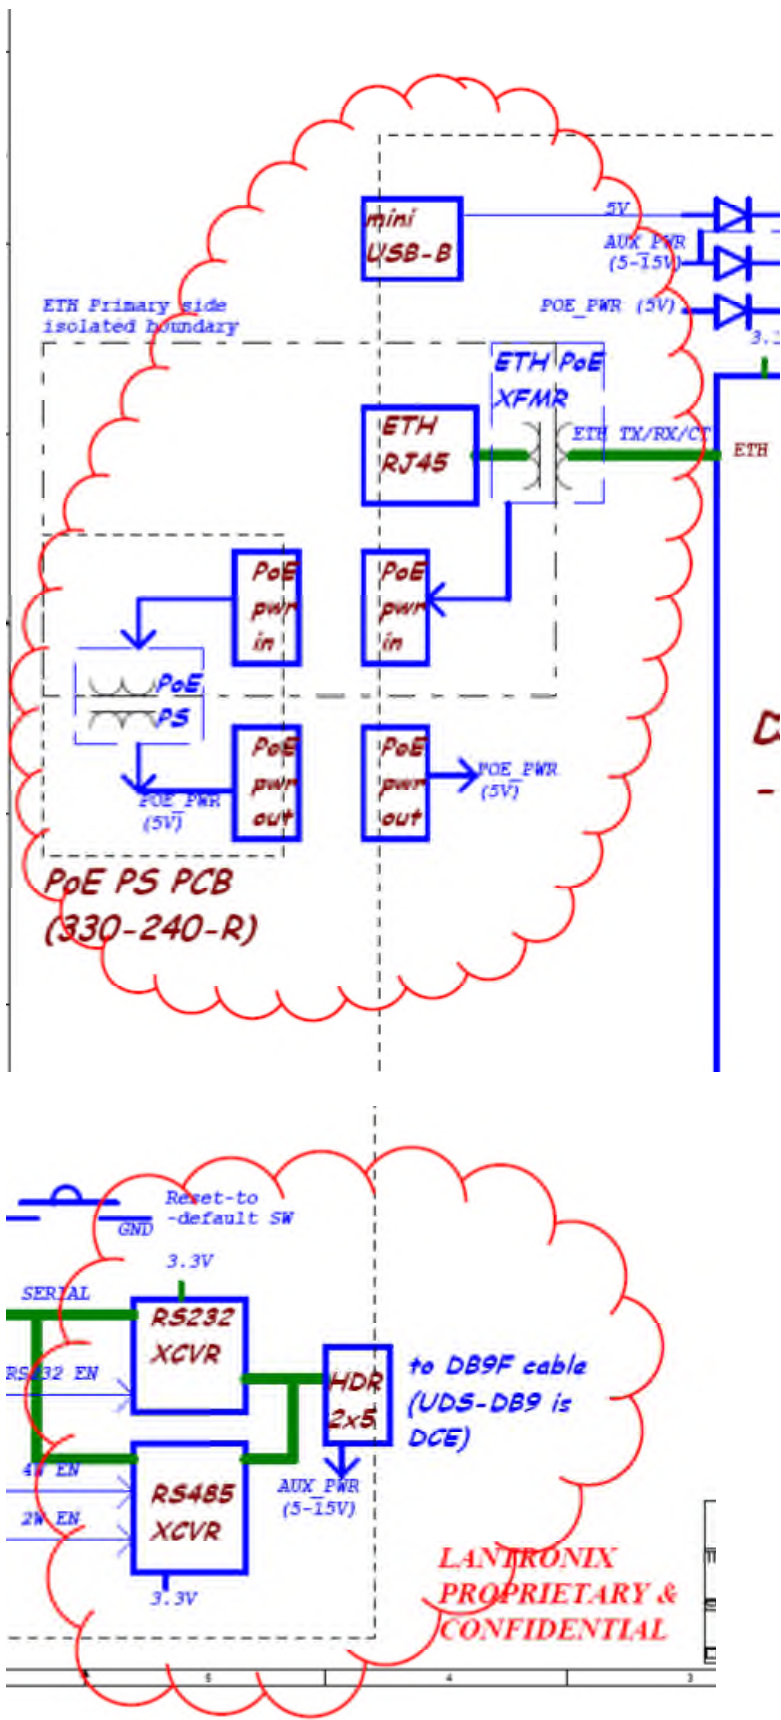 mini
USB-B
5V
AUX_PWR
(5-15V)
POE_PWR (5V)
ETH Primary side
isolated boundary
ETH PoE
XFMR
ETH
RJ45
ETH TX/RX/CT
ETH
PoE
pwr
in
PoE
pwr
in
PoE
PS
PoE
pwr
out
PoE
pwr
out
POE_PWR
(5V)
POE_PWR
(5V)
PoE PS PCB
(330-240-R)
Reset-to
-default SW
GND
3.3V
SERIAL
RS232
XCVR
RS232 EN
HDR
2x5
to DB9F cable
(UDS-DB9 is
DCE)
4W EN
RS485
XCVR
AUX_PWR
(5-15V)
2W EN
3.3V
LANTRONIX
PROPRIETARY &
CONFIDENTIAL
5
4
3